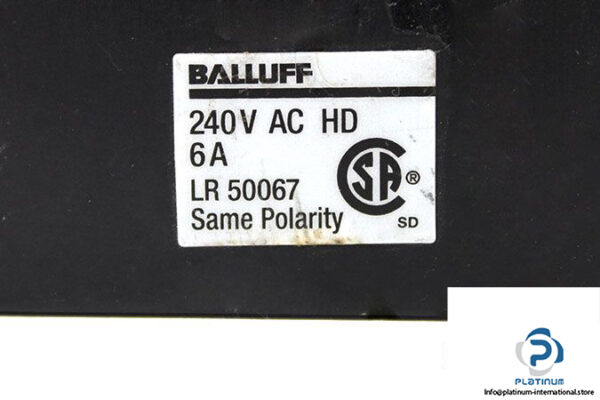 BALLUFF
240V AC HD
6A
LR 50067
Same Polarity
SA ®
SD
PLATINUM
Info@platinum-international.store